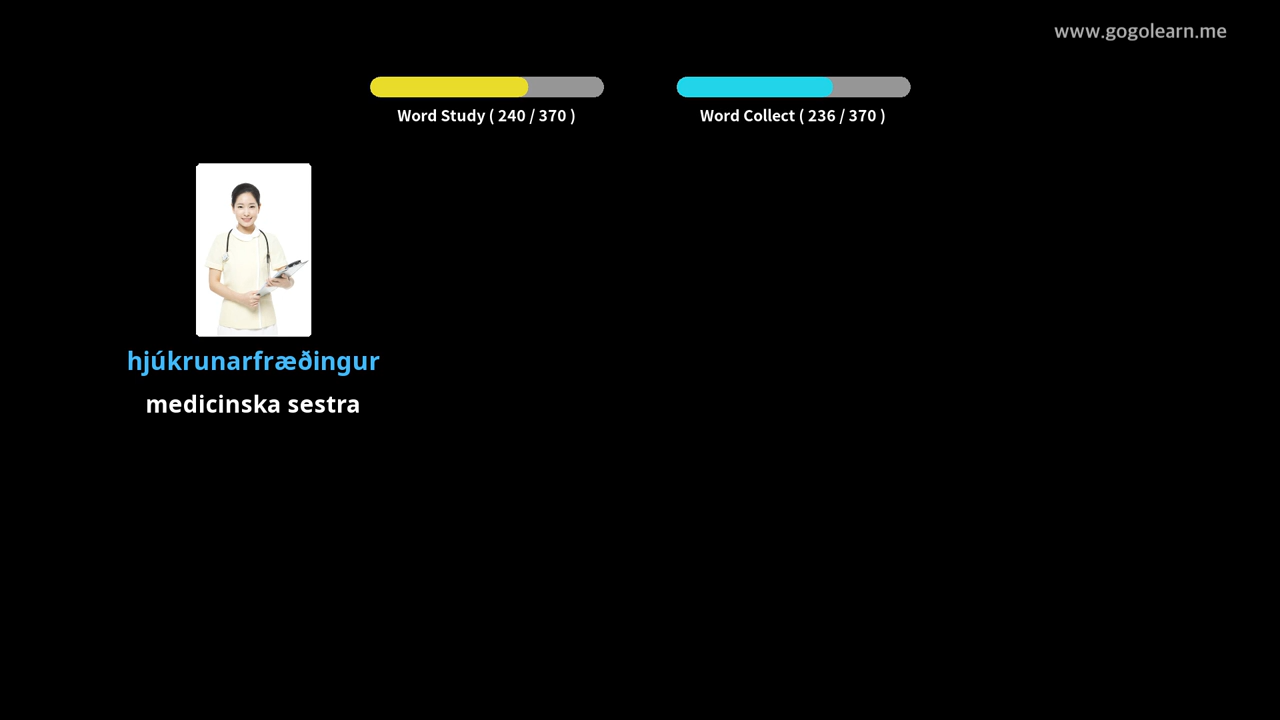 www.gogolearn.me
Word Study ( 240 / 370 )
Word Collect ( 236 / 370 )
hjúkrunarfræðingur
medicinska sestra